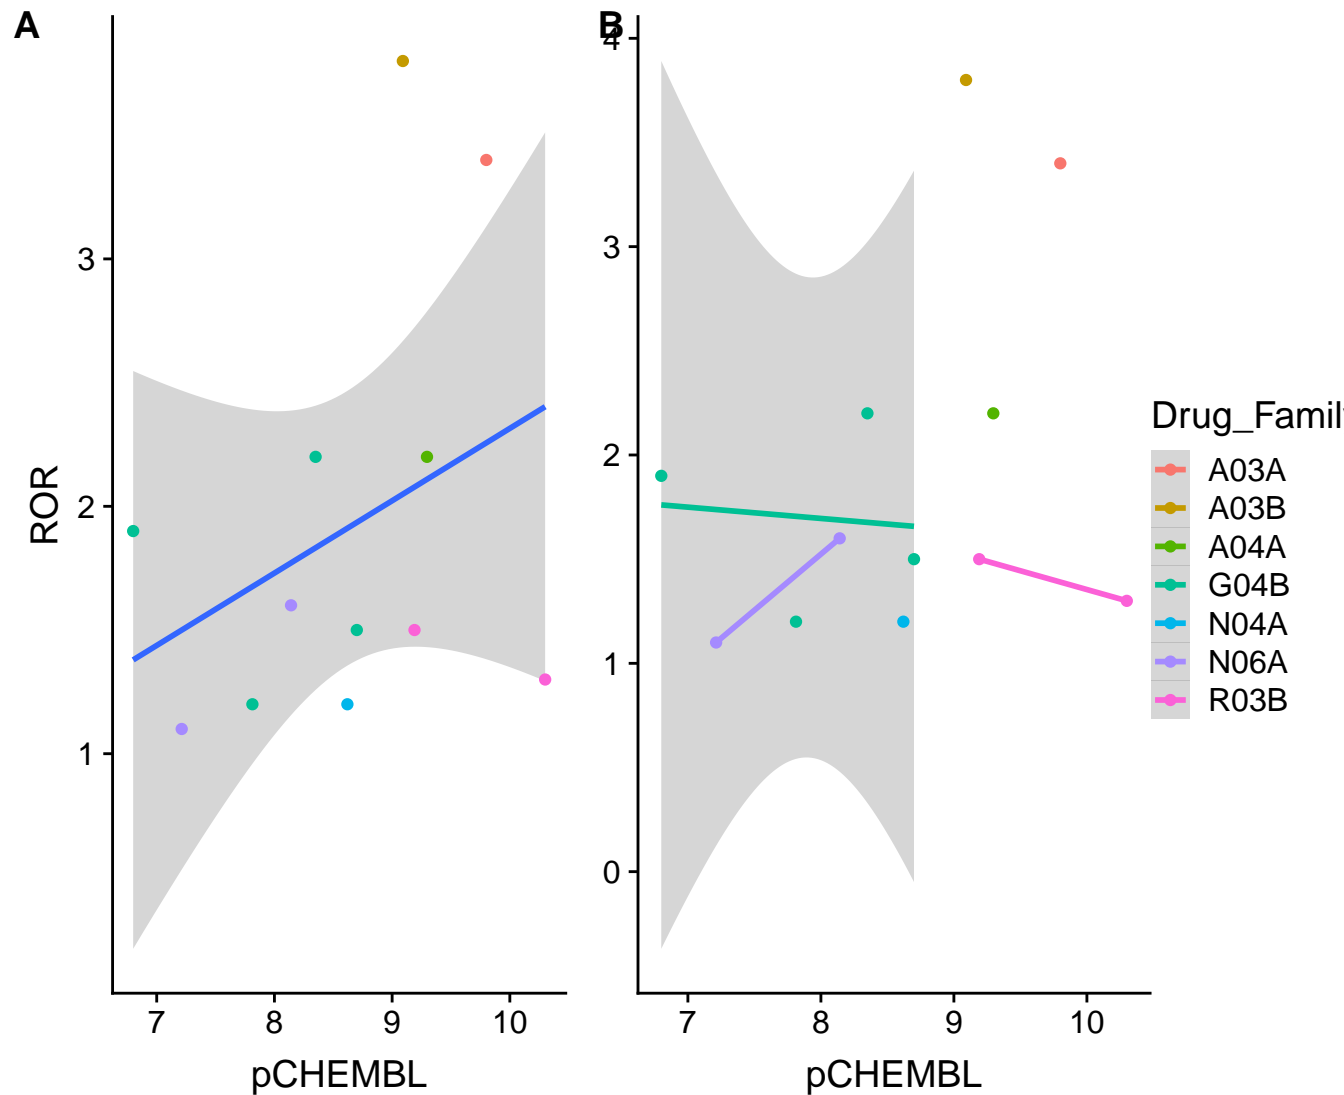 A
ROR
3
2
1
7 8 9 10
pCHEMBL
B
4
3
2
1
0
7 8 9 10
pCHEMBL
Drug_Famil
A03A
A03B
A04A
G04B
N04A
N06A
R03B